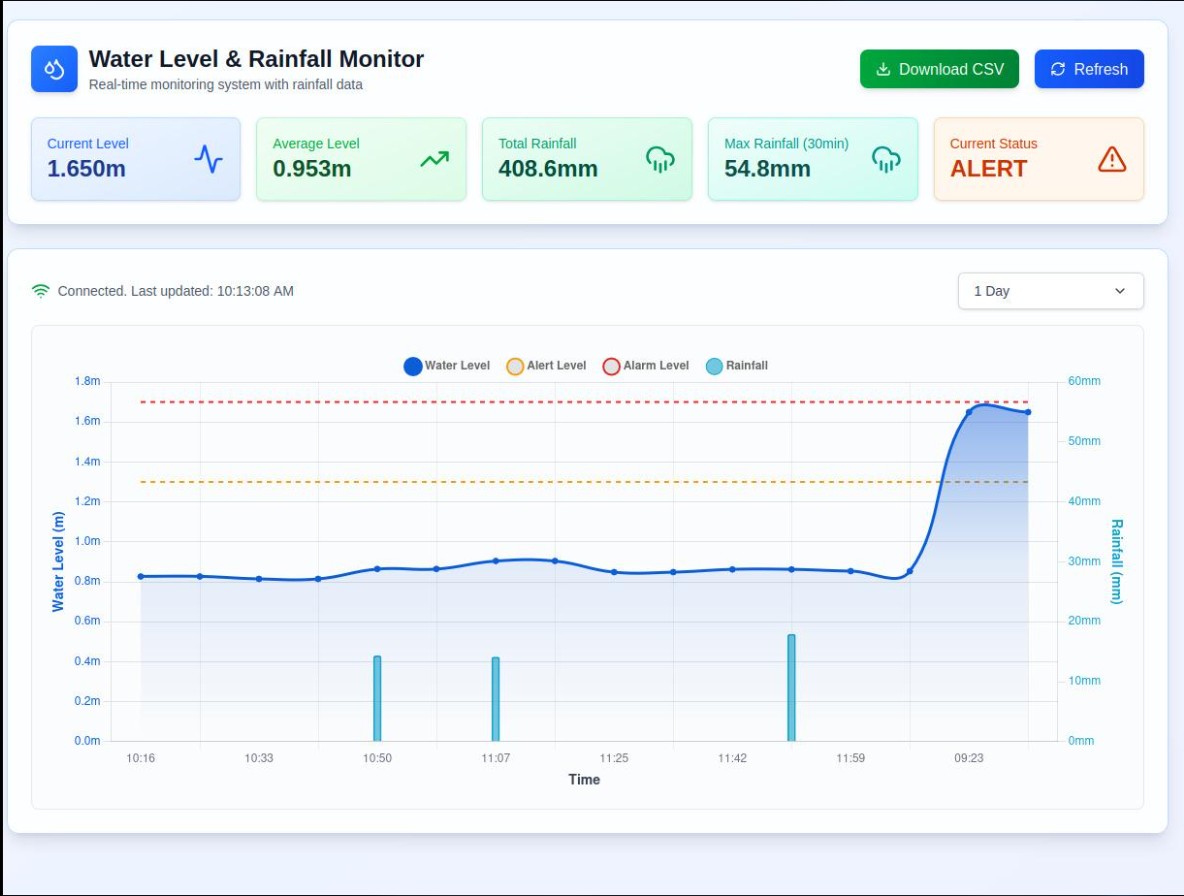 Water Level & Rainfall Monitor
Real-time monitoring system with rainfall data
Download CSV
Refresh
Current Level
1.650m
Average Level
0.953m
Total Rainfall
408.6mm
Max Rainfall (30min)
54.8mm
Current Status
ALERT
Connected. Last updated: 10:13:08 AM
1 Day
Water Level
Alert Level
Alarm Level
Rainfall
1.8m
1.6m
1.4m
1.2m
1.0m
0.8m
0.6m
0.4m
0.2m
0.0m
Water Level (m)
60mm
50mm
40mm
30mm
20mm
10mm
0mm
Rainfall (mm)
10:16
10:33
10:50
11:07
11:25
11:42
11:59
09:23
Time